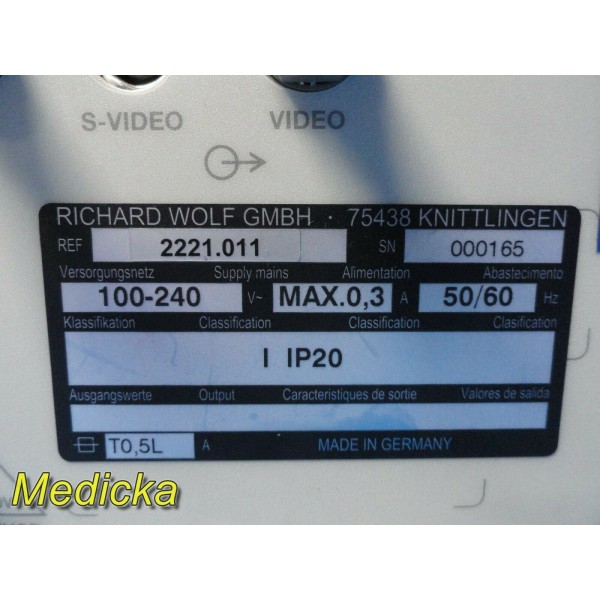 S-VIDEO VIDEO
RICHARD WOLF GMBH · 75438 KNITTLINGEN
REF 2221.011 SN 000165
Versorgungsnetz Supply mains Alimentation Abastecimento
100-240 V~ MAX.0,3 A 50/60 Hz
Klassifikation Classification Classification Clasification
I IP20
Ausgangswerte Output Caracteristiques de sortie Valores de salida
T0,5L A MADE IN GERMANY
Medicka